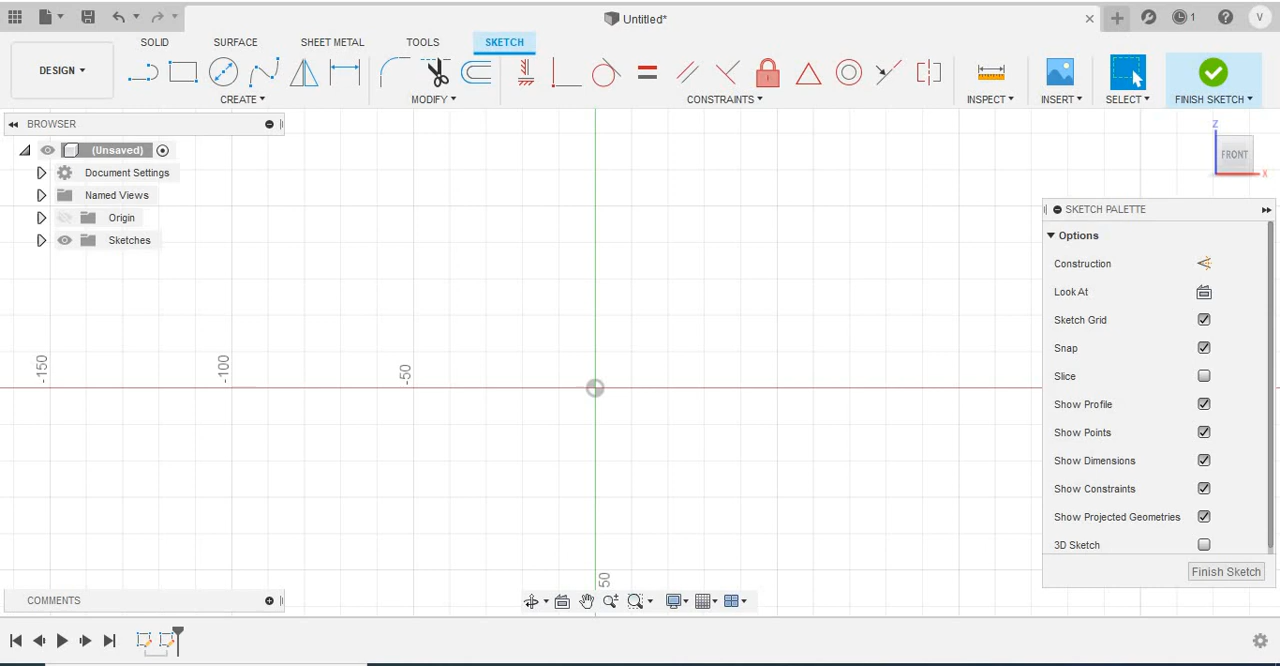 Untitled*
1
V
DESIGN
SOLID
SURFACE
SHEET METAL
TOOLS
SKETCH
CREATE
MODIFY
CONSTRAINTS
INSPECT
INSERT
SELECT
FINISH SKETCH
BROWSER
(Unsaved)
Document Settings
Named Views
Origin
Sketches
Z
FRONT
X
SKETCH PALETTE
Options
Construction
Look At
Sketch Grid
Snap
Slice
Show Profile
Show Points
Show Dimensions
Show Constraints
Show Projected Geometries
3D Sketch
Finish Sketch
-150
-100
-50
50
COMMENTS